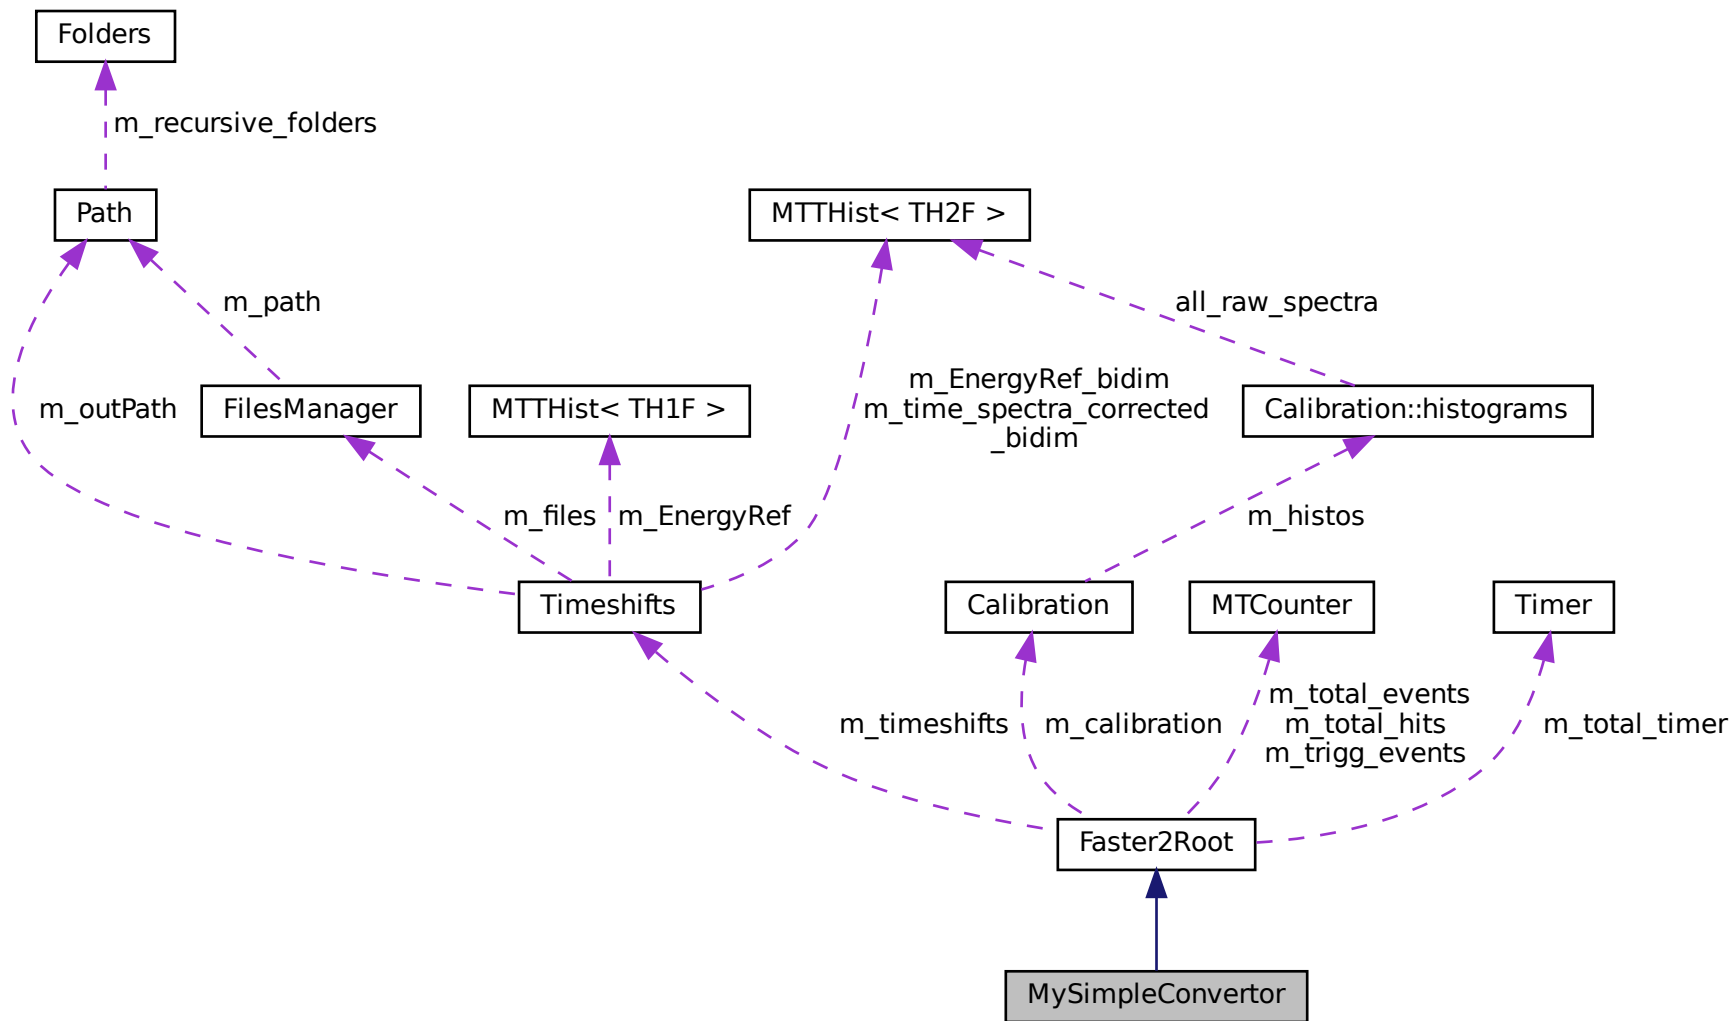 Folders
m_recursive_folders
Path
MTTHist< TH2F >
m_path
all_raw_spectra
m_outPath
FilesManager
MTTHist< TH1F >
m_EnergyRef_bidim
m_time_spectra_corrected
_bidim
Calibration::histograms
m_files
m_EnergyRef
m_histos
Timeshifts
Calibration
MTCounter
Timer
m_timeshifts
m_calibration
m_total_events
m_total_hits
m_trigg_events
m_total_timer
Faster2Root
MySimpleConvertor